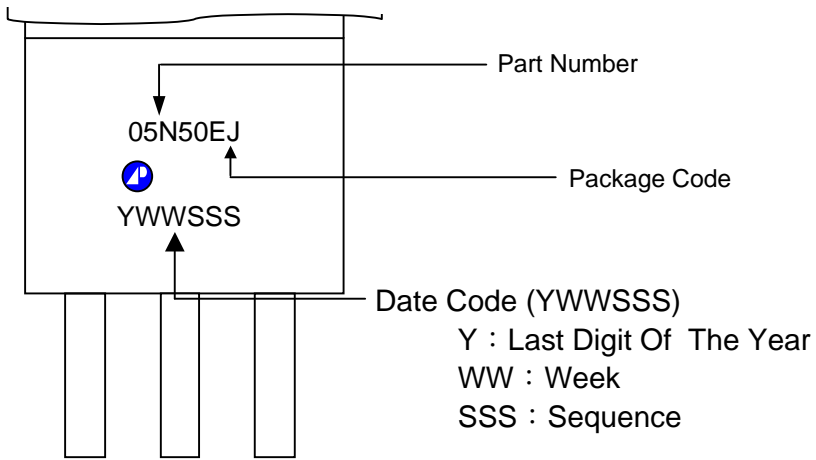 Part Number
05N50EJ
Package Code
YWWSSS
Date Code (YWWSSS)
Y：Last Digit Of The Year
WW：Week
SSS：Sequence